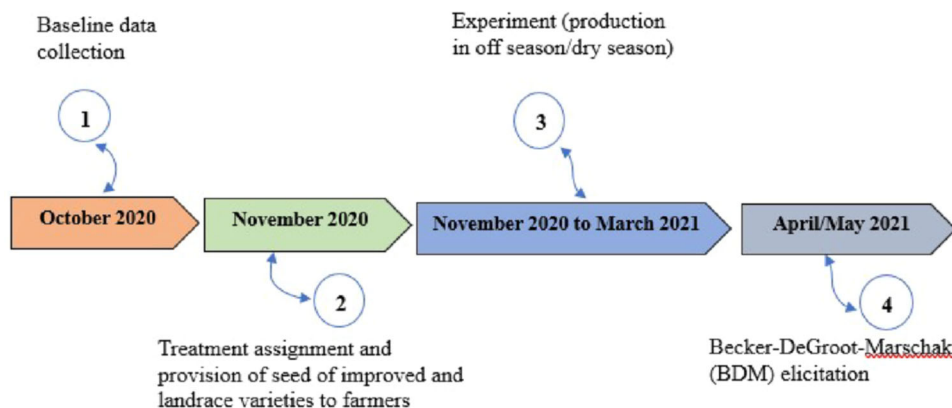 Baseline data
collection
1
Experiment (production
in off season/dry season)
3
October 2020
November 2020
November 2020 to March 2021
April/May 2021
2
Treatment assignment and
provision of seed of improved and
landrace varieties to farmers
4
Becker-DeGroot-Marschak
(BDM) elicitation